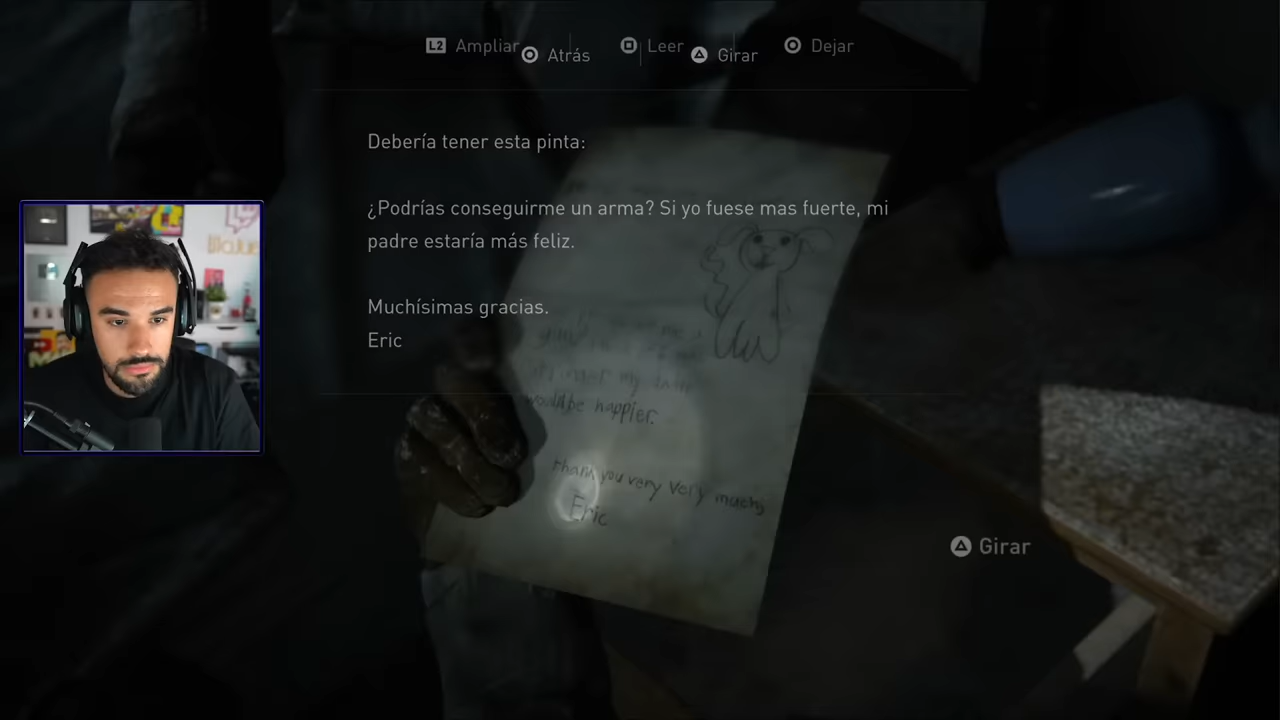 L2 Ampliar
Atrás
Leer
Girar
Dejar
Debería tener esta pinta:
¿Podrías conseguirme un arma? Si yo fuese mas fuerte, mi
padre estaría más feliz.
Muchísimas gracias.
Eric
would be happier.
thank you very very much,
Eric
Girar